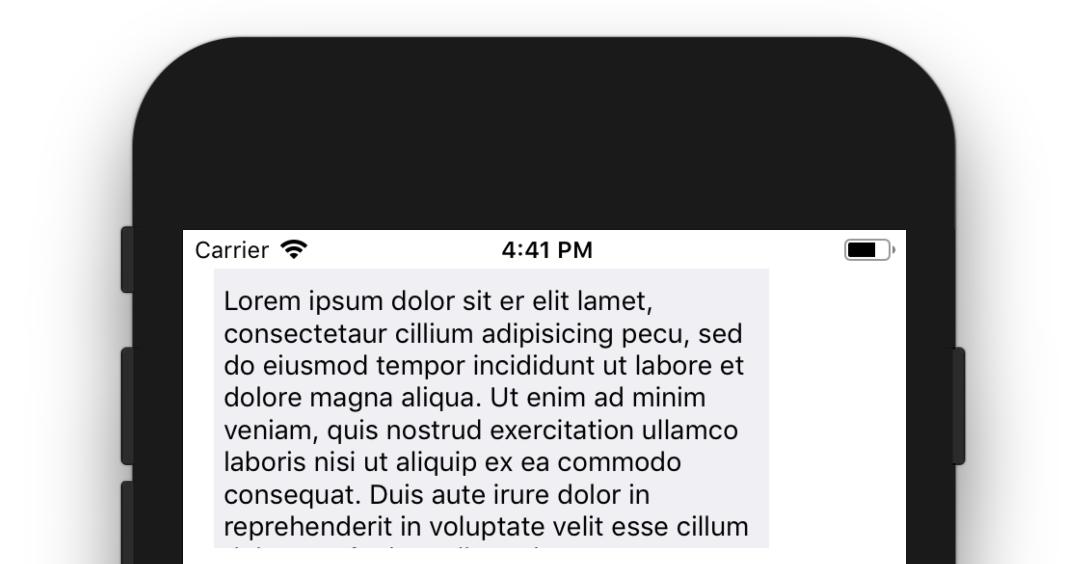 Carrier
4:41 PM
Lorem ipsum dolor sit er elit lamet,
consectetaur cillium adipisicing pecu, sed
do eiusmod tempor incididunt ut labore et
dolore magna aliqua. Ut enim ad minim
veniam, quis nostrud exercitation ullamco
laboris nisi ut aliquip ex ea commodo
consequat. Duis aute irure dolor in
reprehenderit in voluptate velit esse cillum